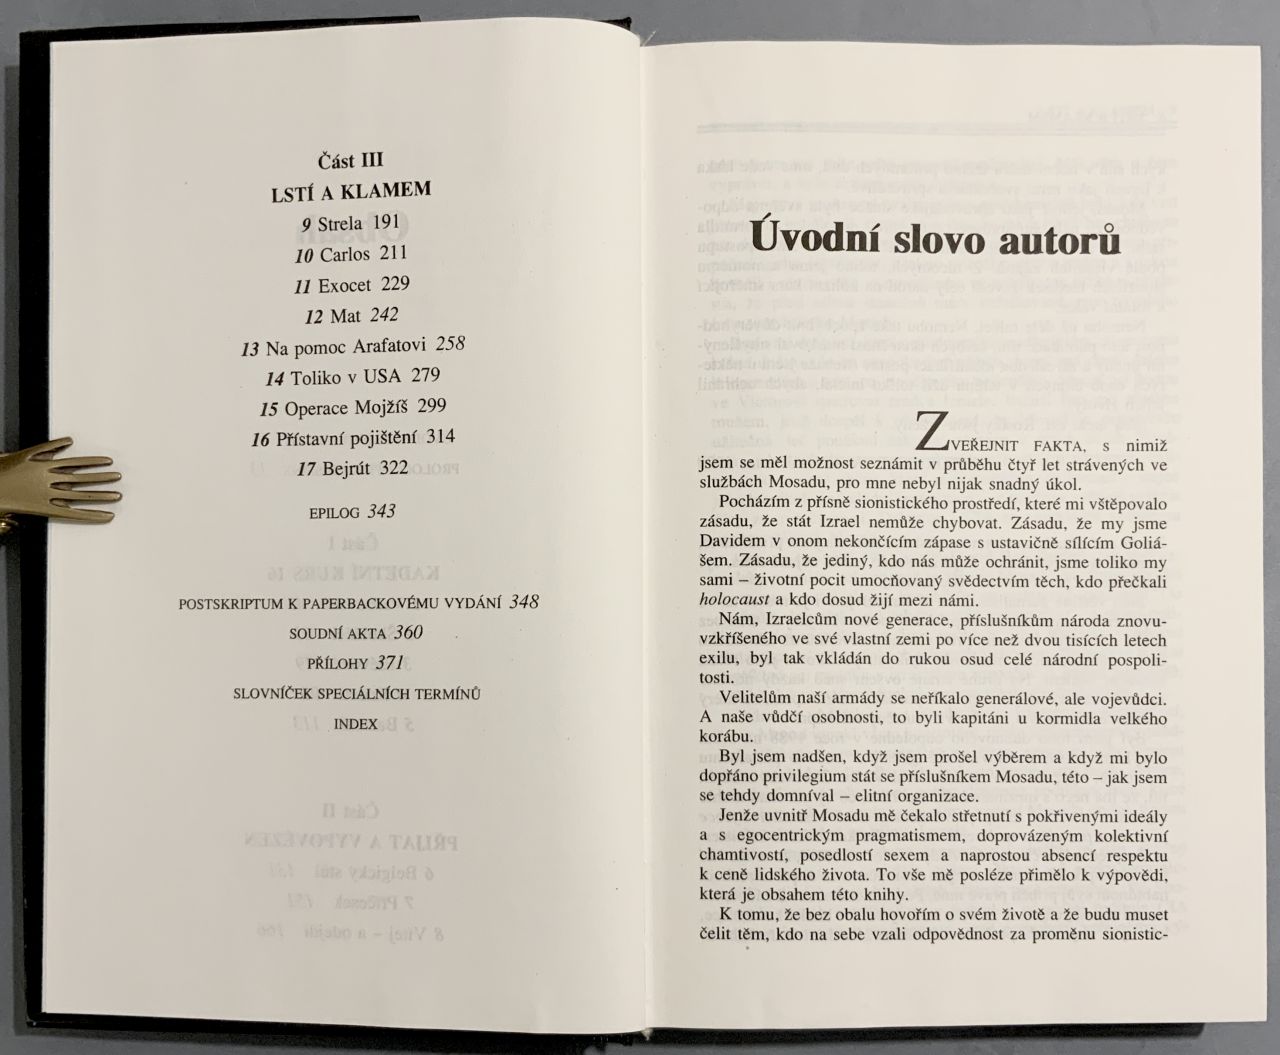 Část III
LSTÍ A KLAMEM
9 Strela 191
10 Carlos 211
11 Exocet 229
12 Mat 242
13 Na pomoc Arafatovi 258
14 Toliko v USA 279
15 Operace Mojžíš 299
16 Přístavní pojištění 314
17 Bejrút 322
EPILOG 343
POSTSKRIPTUM K PAPERBACKOVÉMU VYDÁNÍ 348
SOUDNÍ AKTA 360
PŘÍLOHY 371
SLOVNÍČEK SPECIÁLNÍCH TERMÍNŮ
INDEX
Úvodní slovo autorů
ZVEŘEJNIT FAKTA, s nimiž
jsem se měl možnost seznámit v průběhu čtyř let strávených ve
službách Mosadu, pro mne nebyl nijak snadný úkol.
Pocházím z přísně sionistického prostředí, které mi vštěpovalo
zásadu, že stát Izrael nemůže chybovat. Zásadu, že my jsme
Davidem v onom nekončícím zápase s ustavičně sílícím Goliá-
šem. Zásadu, že jediný, kdo nás může ochránit, jsme toliko my
sami – životní pocit umocňovaný svědectvím těch, kdo přečkali
holocaust a kdo dosud žijí mezi námi.
Nám, Izraelcům nové generace, příslušníkům národa znovu-
vzkříšeného ve své vlastní zemi po více než dvou tisících letech
exilu, byl tak vkládán do rukou osud celé národní pospoli-
tosti.
Velitelům naší armády se neříkalo generálové, ale vojevůdci.
A naše vůdčí osobnosti, to byli kapitáni u kormidla velkého
korábu.
Byl jsem nadšen, když jsem prošel výběrem a když mi bylo
dopřáno privilegium stát se příslušníkem Mosadu, této – jak jsem
se tehdy domníval – elitní organizace.
Jenže uvnitř Mosadu mě čekalo střetnutí s pokřivenými ideály
a s egocentrickým pragmatismem, doprovázeným kolektivní
chamtivostí, posedlostí sexem a naprostou absencí respektu
k ceně lidského života. To vše mě posléze přimělo k výpovědi,
která je obsahem této knihy.
K tomu, že bez obalu hovořím o svém životě a že budu muset
čelit těm, kdo na sebe vzali odpovědnost za proměnu sionistic-